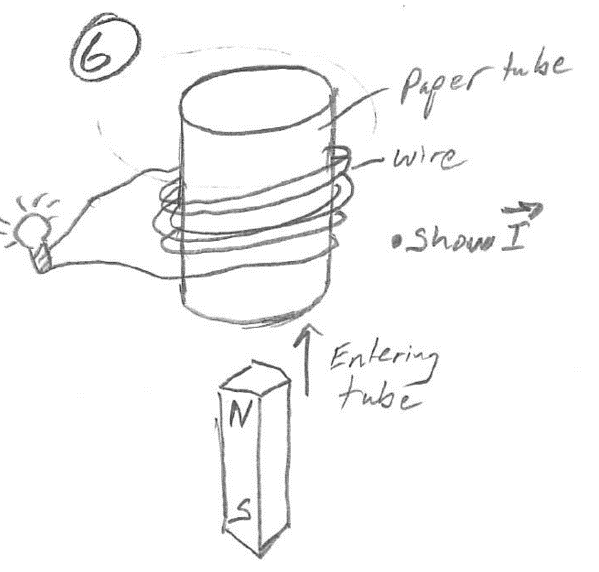 6
Paper tube
wire
• Show I
Entering
tube
N
S